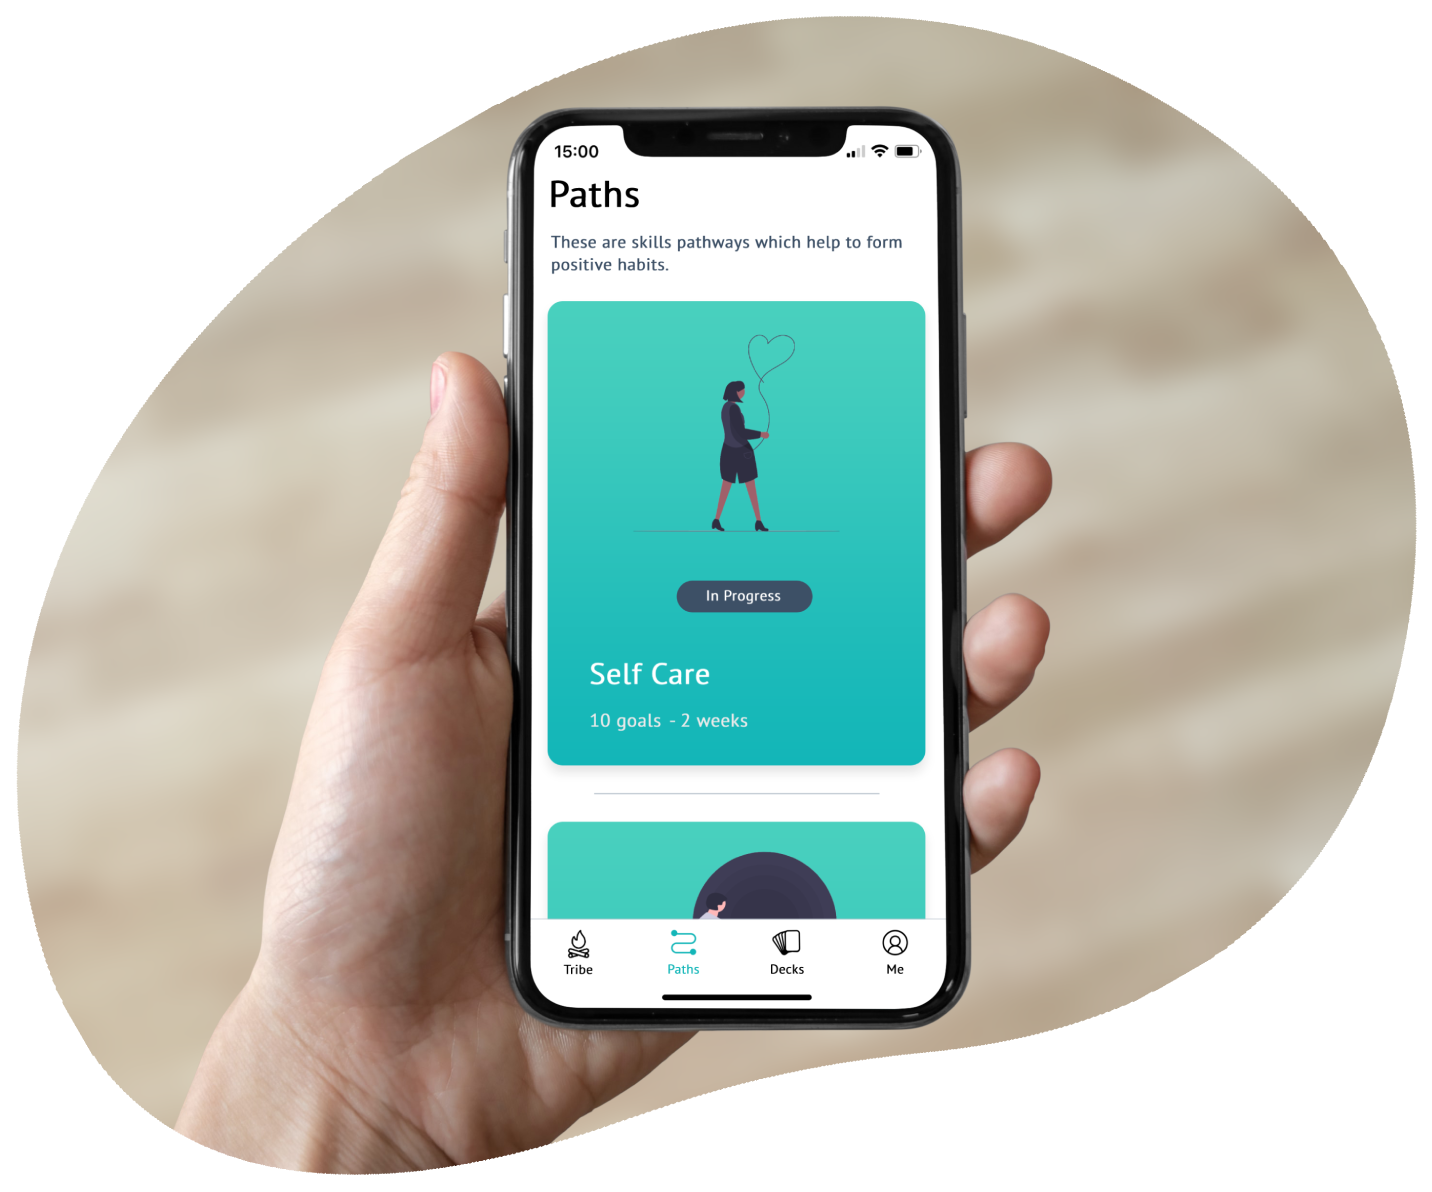 15:00
Paths
These are skills pathways which help to form
positive habits.
In Progress
Self Care
10 goals - 2 weeks
Tribe
Paths
Decks
Me